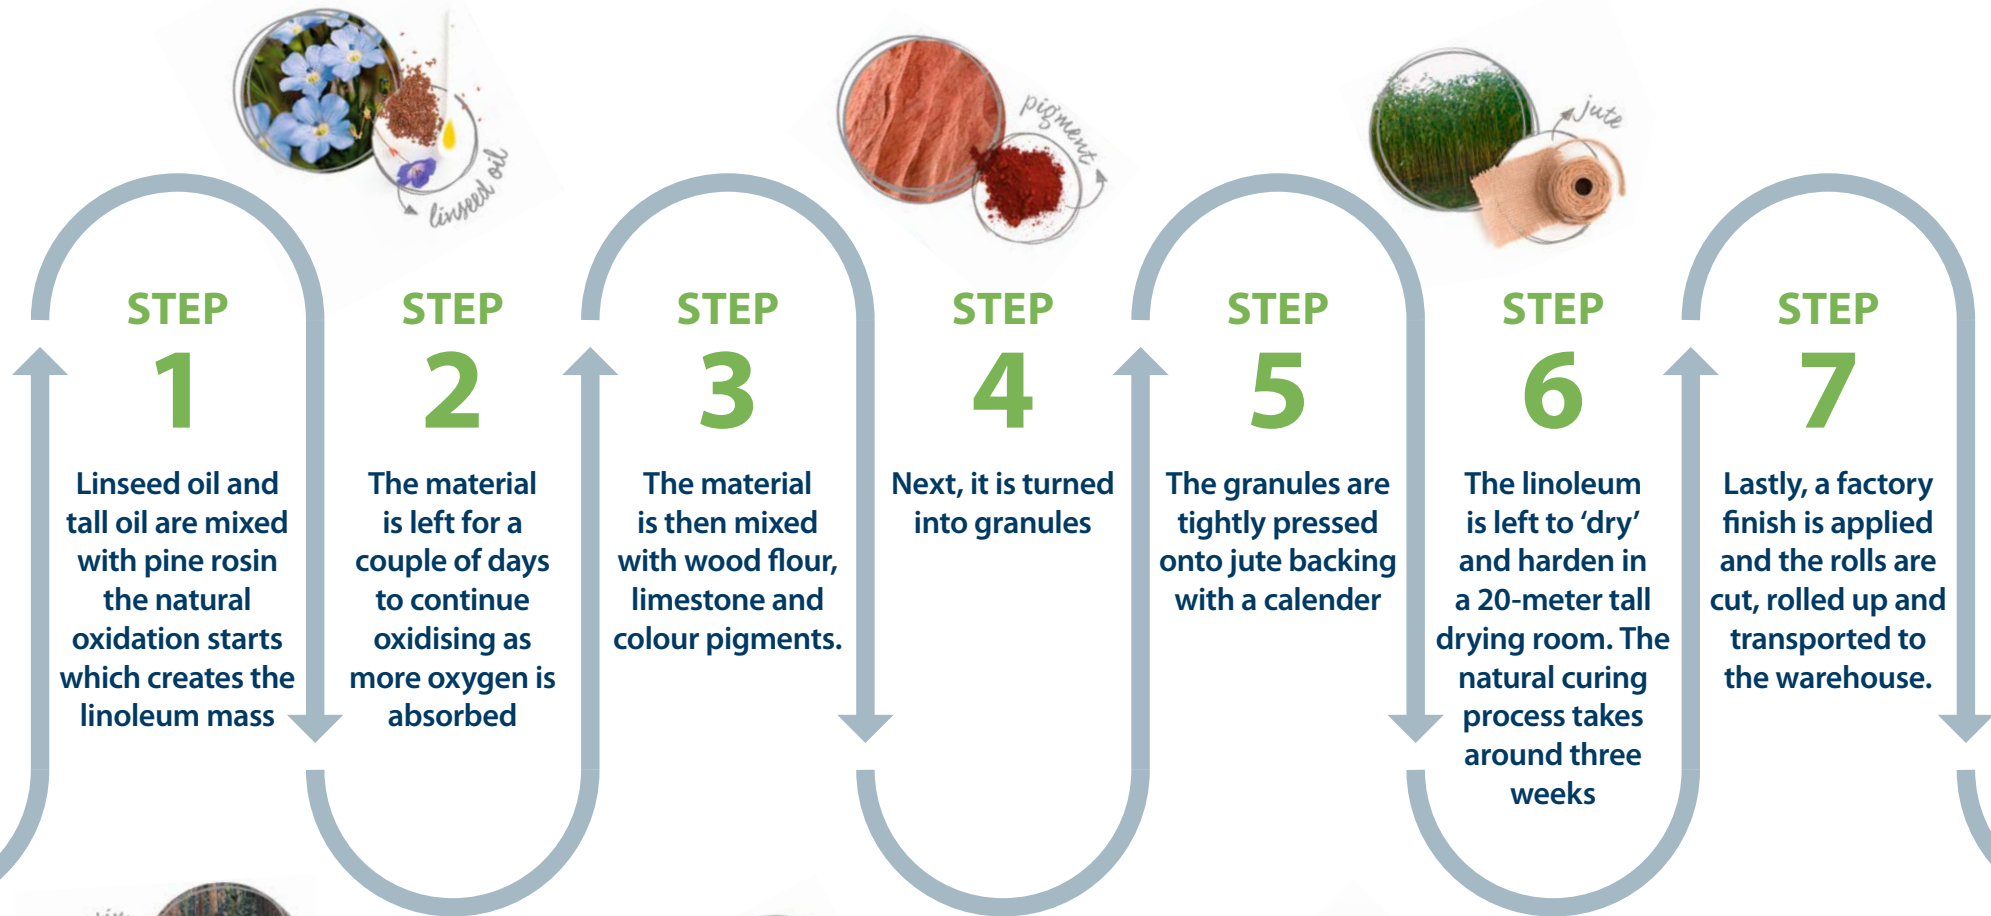 linseed oil
pigment
jute
STEP
1
Linseed oil and
tall oil are mixed
with pine rosin
the natural
oxidation starts
which creates the
linoleum mass
STEP
2
The material
is left for a
couple of days
to continue
oxidising as
more oxygen is
absorbed
STEP
3
The material
is then mixed
with wood flour,
limestone and
colour pigments.
STEP
4
Next, it is turned
into granules
STEP
5
The granules are
tightly pressed
onto jute backing
with a calender
STEP
6
The linoleum
is left to ‘dry’
and harden in
a 20-meter tall
drying room. The
natural curing
process takes
around three
weeks
STEP
7
Lastly, a factory
finish is applied
and the rolls are
cut, rolled up and
transported to
the warehouse.